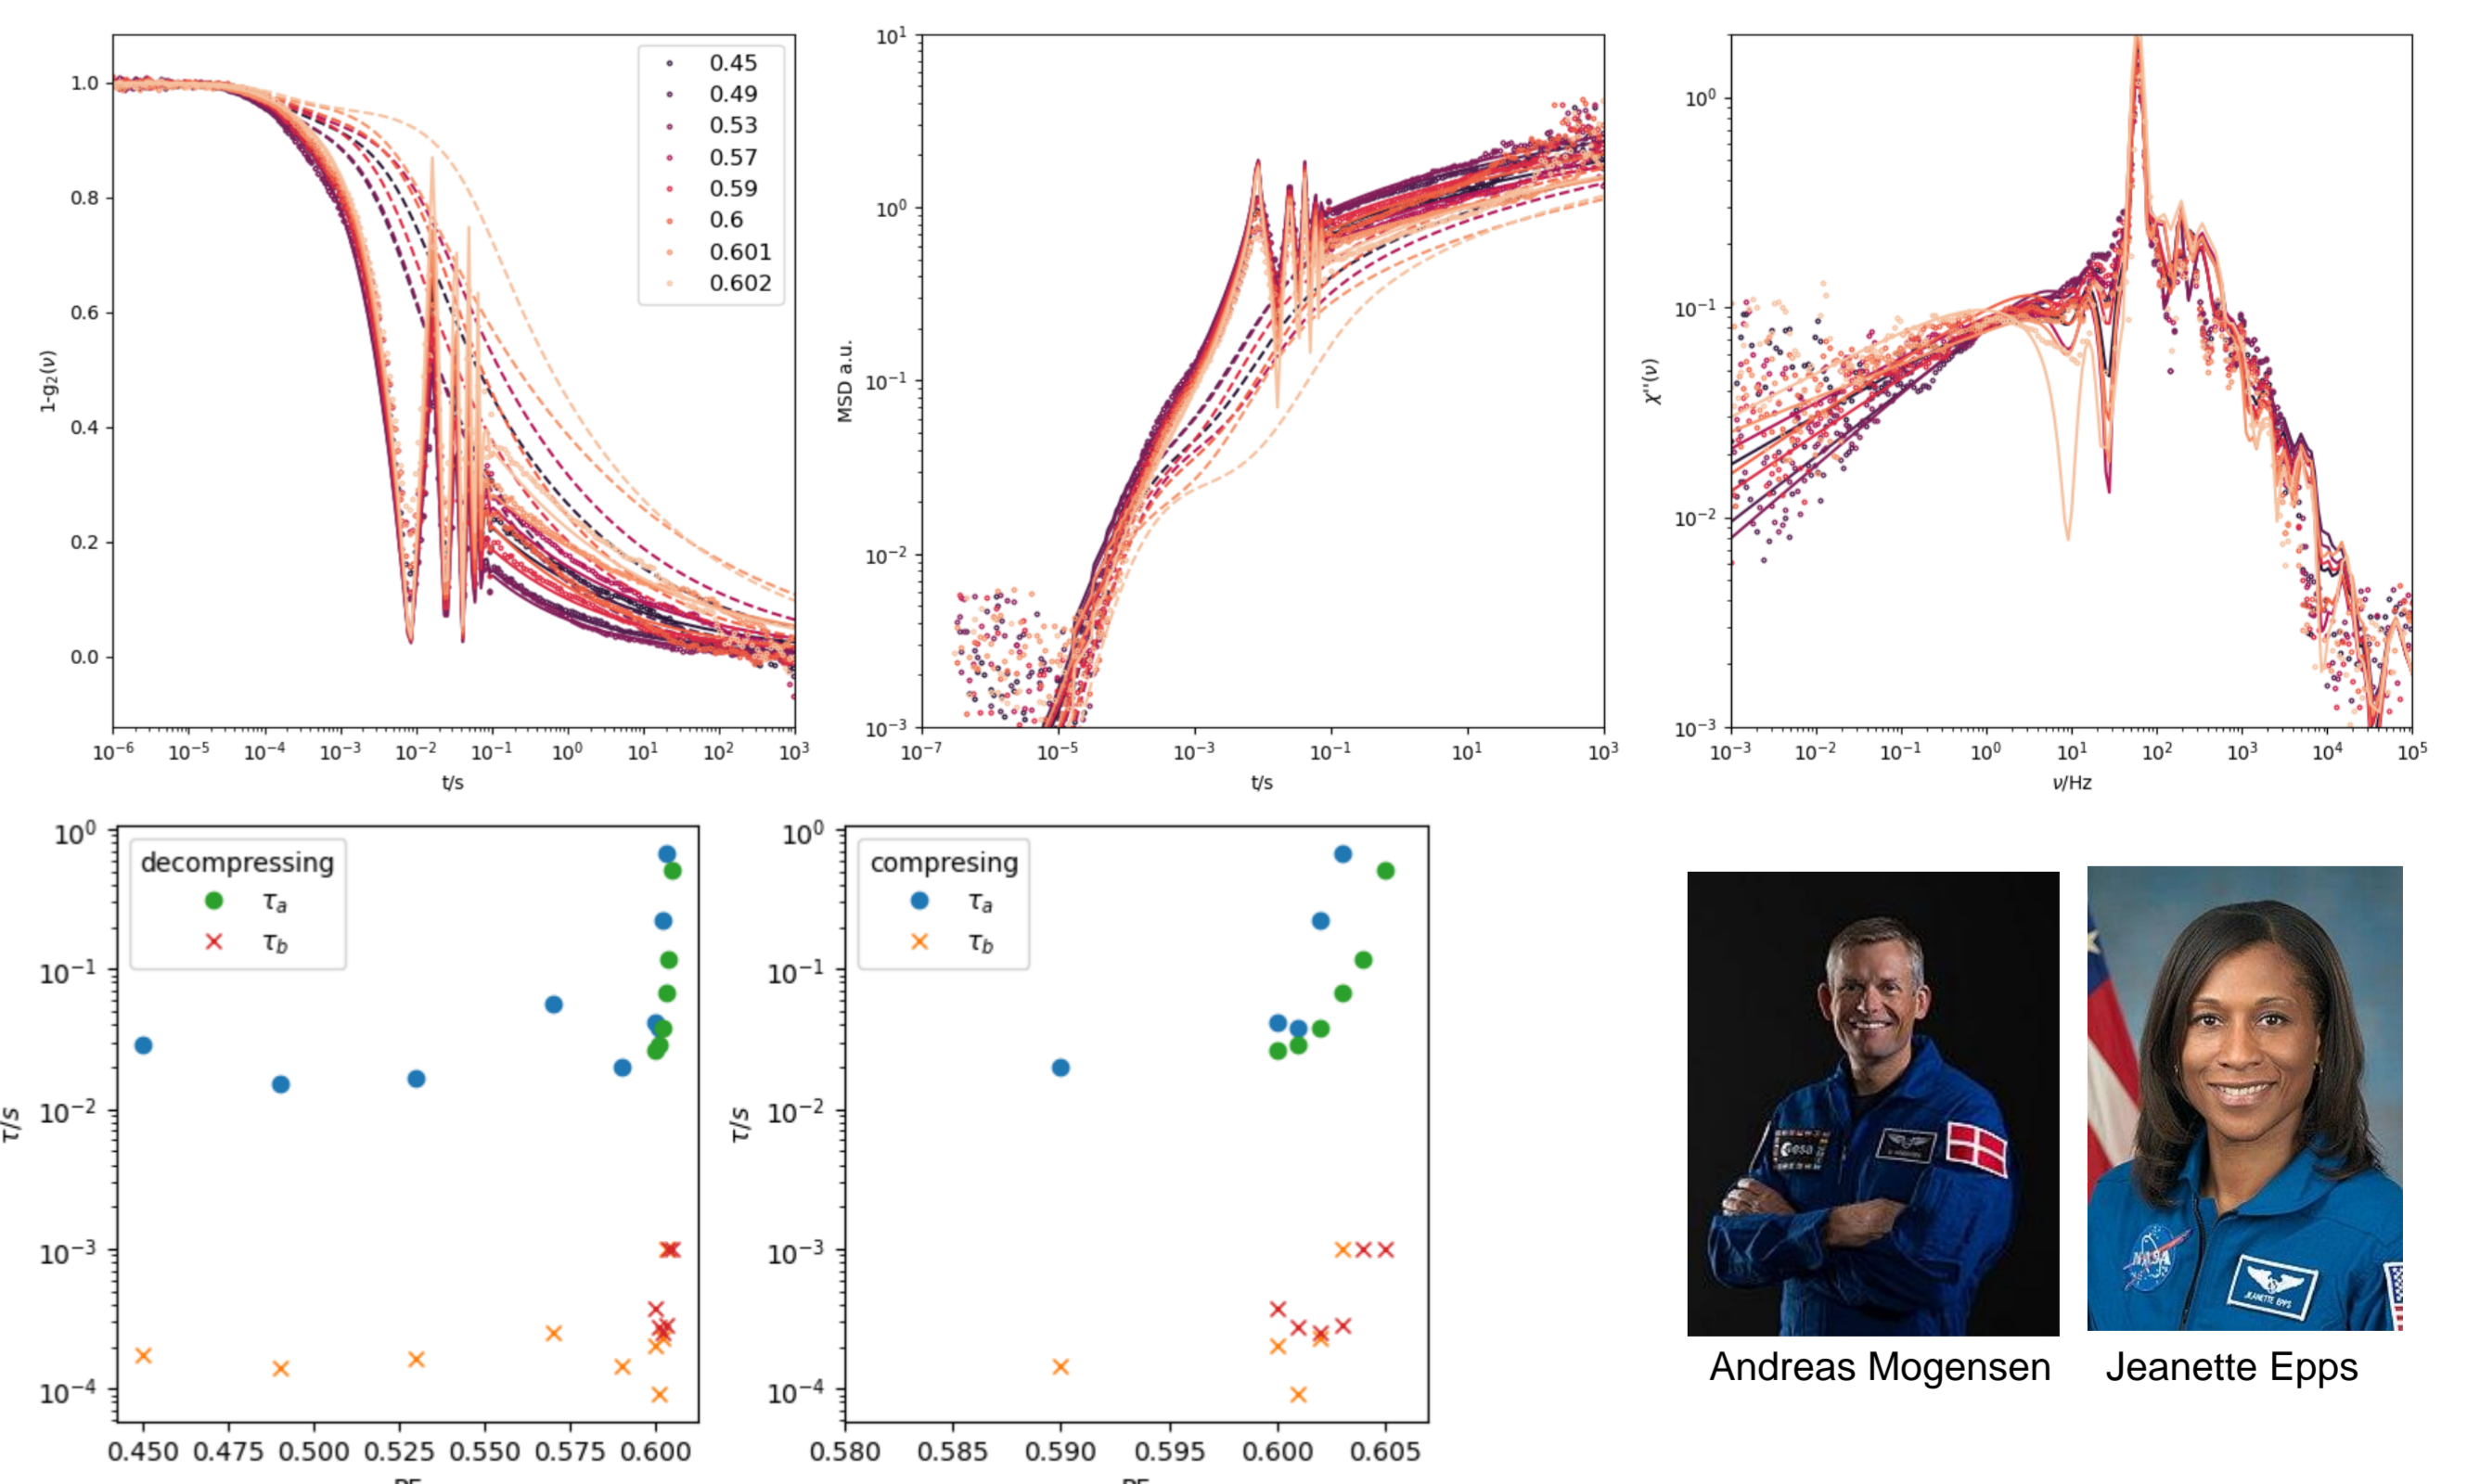 1-g₂(ν)
1.0
0.8
0.6
0.4
0.2
0.0
10⁻⁶ 10⁻⁵ 10⁻⁴ 10⁻³ 10⁻² 10⁻¹ 10⁰ 10¹ 10² 10³
t/s
0.45
0.49
0.53
0.57
0.59
0.6
0.601
0.602
MSD a.u.
10¹
10⁰
10⁻¹
10⁻²
10⁻³
10⁻⁷ 10⁻⁵ 10⁻³ 10⁻¹ 10¹ 10³
t/s
χ''(ν)
10⁰
10⁻¹
10⁻²
10⁻³
10⁻³ 10⁻² 10⁻¹ 10⁰ 10¹ 10² 10³ 10⁴ 10⁵
ν/Hz
τ/s
10⁰
10⁻¹
10⁻²
10⁻³
10⁻⁴
decompressing
τₐ
τ_b
0.450 0.475 0.500 0.525 0.550 0.575 0.600
τ/s
10⁰
10⁻¹
10⁻²
10⁻³
10⁻⁴
compresing
τₐ
τ_b
0.580 0.585 0.590 0.595 0.600 0.605
esa
NASA
JEANETTE EPPS
Andreas Mogensen
Jeanette Epps